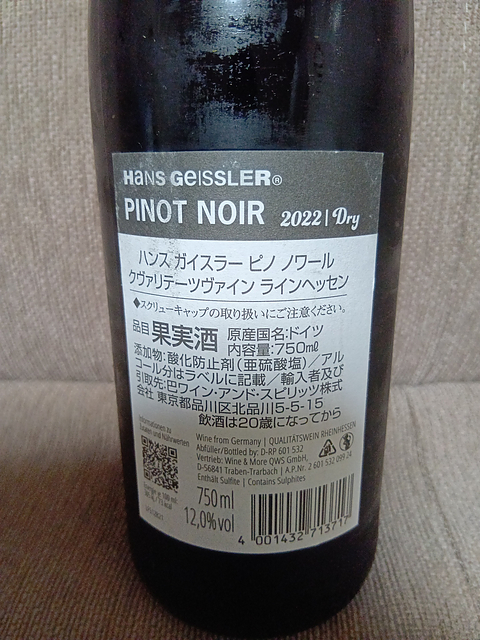 HANS GEISSLER®
PINOT NOIR 2022 | Dry
ハンス ガイスラー ピノ ノワール
クヴァリテーツヴァイン ラインヘッセン
◆スクリューキャップの取り扱いにご注意ください。
品目 果実酒 原産国名:ドイツ
内容量:750mℓ
添加物:酸化防止剤(亜硫酸塩)/アル
コール分はラベルに記載/輸入者及び
引取先:巴ワイン・アンド・スピリッツ株式
会社 東京都品川区北品川5-5-15
飲酒は20歳になってから
Informationen zu
Zutaten und Nährwerten
Wine from Germany | QUALITÄTSWEIN RHEINHESSEN
Abfüller/Bottled by: D-RP 601 532
Vertrieb: Wine & More QWS GmbH,
D-56841 Traben-Trarbach | A.P.Nr. 2 601 532 099 24
Enthält Sulfite | Contains Sulphites
750 ml
12,0% vol
4 001432 713717